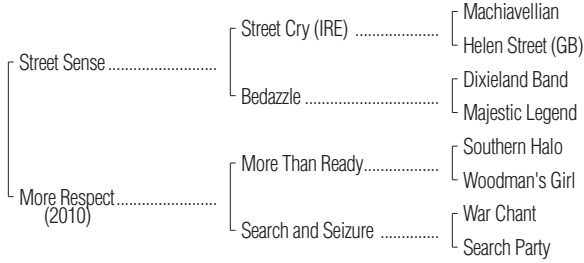 Machiavellian
Street Cry (IRE) ..................
Helen Street (GB)
Street Sense .......................
Dixieland Band
Bedazzle .............................
Majestic Legend
Southern Halo
More Than Ready................
Woodman's Girl
More Respect.....................
(2010)
War Chant
Search and Seizure .............
Search Party